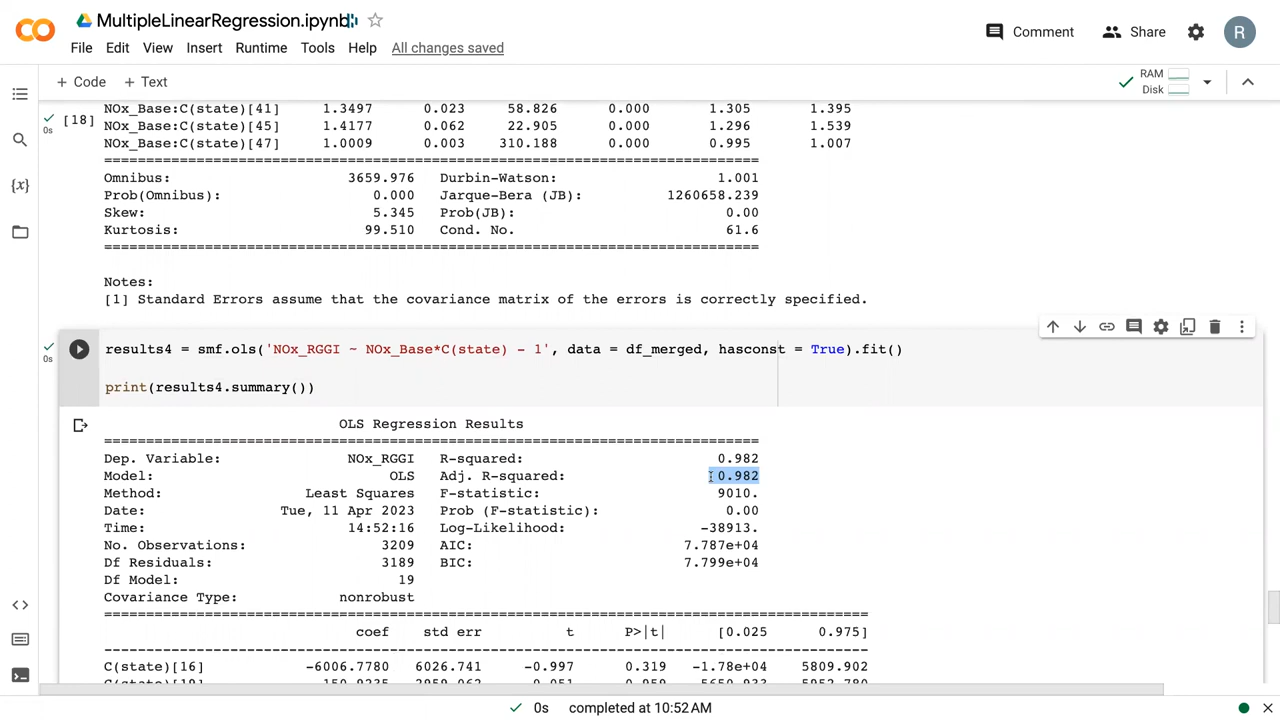 MultipleLinearRegression.ipynb
File Edit View Insert Runtime Tools Help All changes saved
Comment Share R
+ Code + Text
RAM
Disk
NOx_Base:C(state)[41] 1.3497 0.023 58.826 0.000 1.305 1.395
[18]
0s
NOx_Base:C(state)[45] 1.4177 0.062 22.905 0.000 1.296 1.539
NOx_Base:C(state)[47] 1.0009 0.003 310.188 0.000 0.995 1.007
==============================================================================
Omnibus: 3659.976 Durbin-Watson: 1.001
Prob(Omnibus): 0.000 Jarque-Bera (JB): 1260658.239
Skew: 5.345 Prob(JB): 0.00
Kurtosis: 99.510 Cond. No. 61.6
==============================================================================
Notes:
[1] Standard Errors assume that the covariance matrix of the errors is correctly specified.
0s
results4 = smf.ols('NOx_RGGI ~ NOx_Base*C(state) - 1', data = df_merged, hasconst = True).fit()
print(results4.summary())
OLS Regression Results
==============================================================================
Dep. Variable: NOx_RGGI R-squared: 0.982
Model: OLS Adj. R-squared: 0.982
Method: Least Squares F-statistic: 9010.
Date: Tue, 11 Apr 2023 Prob (F-statistic): 0.00
Time: 14:52:16 Log-Likelihood: -38913.
No. Observations: 3209 AIC: 7.787e+04
Df Residuals: 3189 BIC: 7.799e+04
Df Model: 19
Covariance Type: nonrobust
==========================================================================================
coef std err t P>|t| [0.025 0.975]
------------------------------------------------------------------------------------------
C(state)[16] -6006.7780 6026.741 -0.997 0.319 -1.78e+04 5809.902
0s completed at 10:52 AM